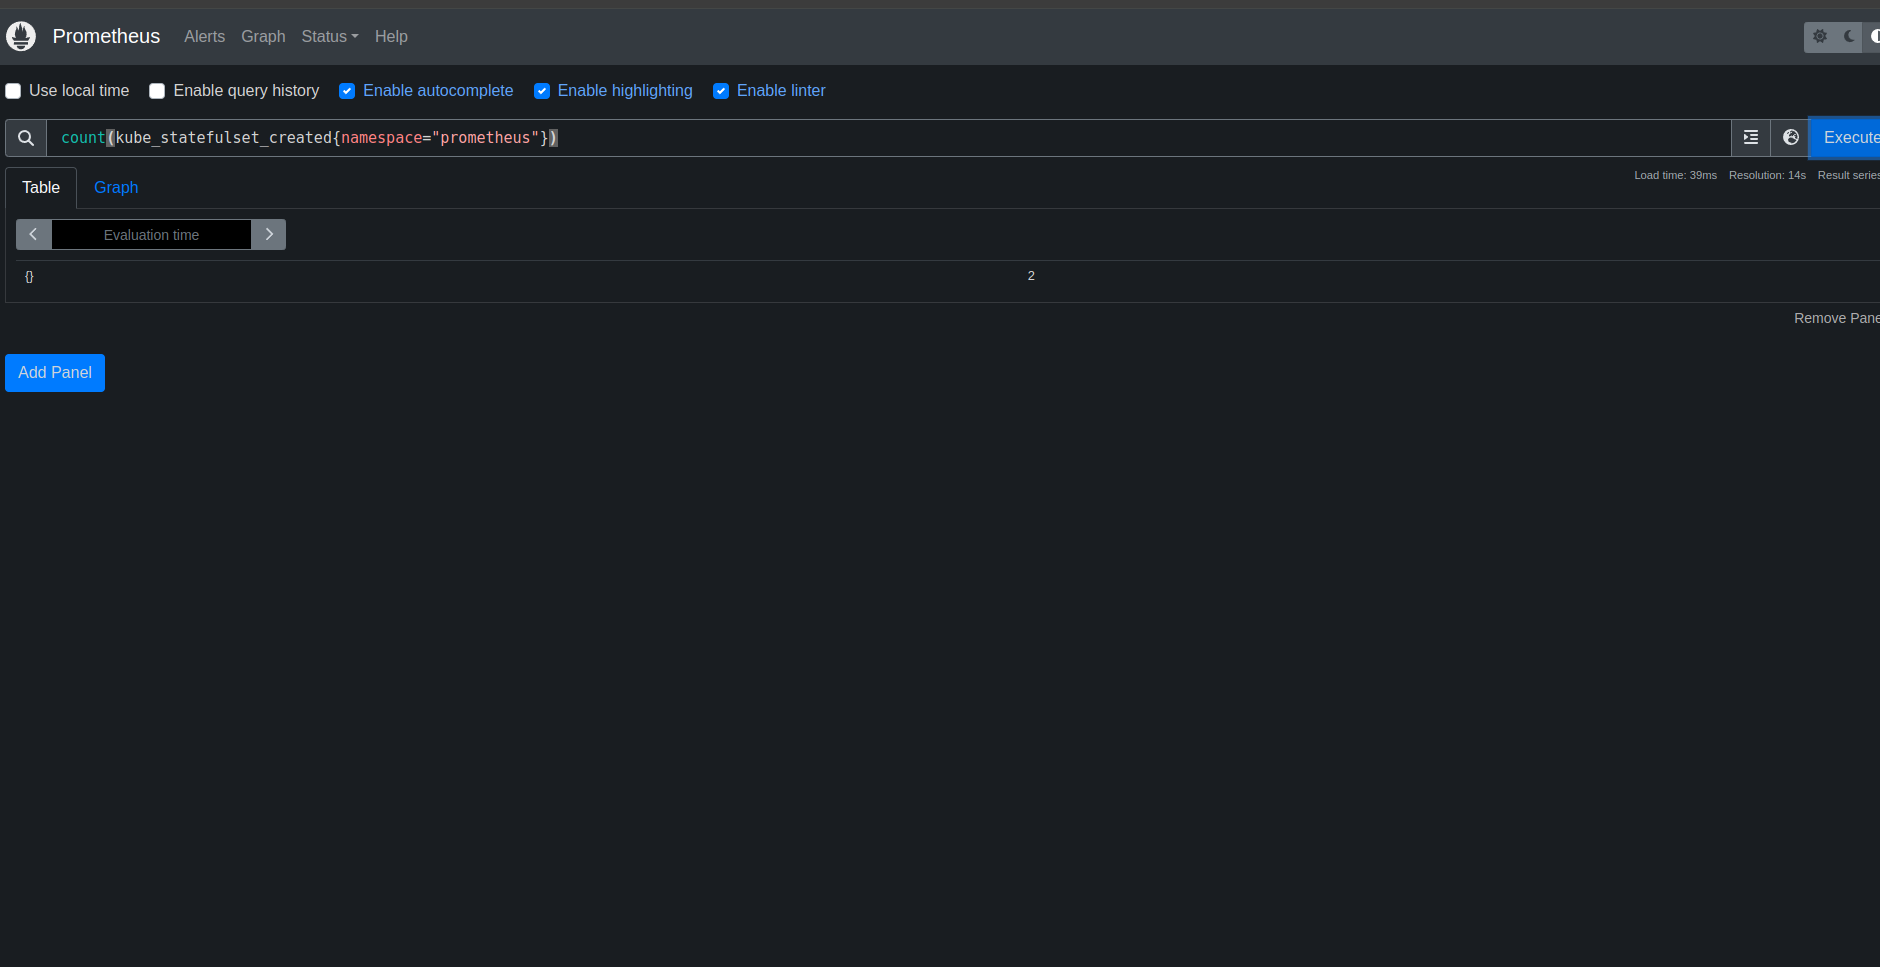 Prometheus Alerts Graph Status Help
Use local time Enable query history Enable autocomplete Enable highlighting Enable linter
count(kube_statefulset_created{namespace="prometheus"})
Execute
Table Graph
Load time: 39ms Resolution: 14s Result series
Evaluation time
{} 2
Remove Pane
Add Panel